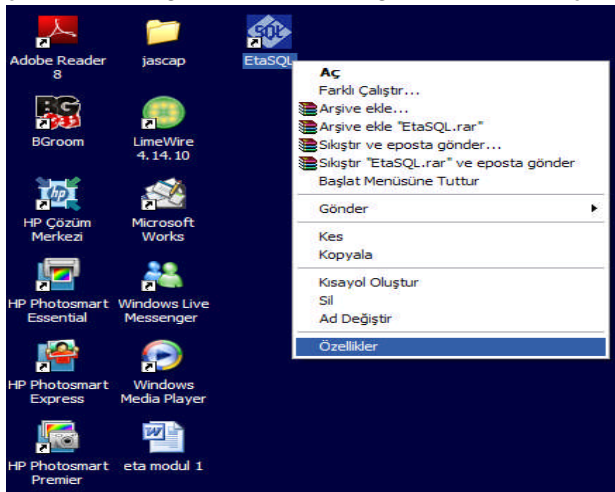 Adobe Reader
8
jascap
SQL
EtaSQL
BGroom
LimeWire
4.14.10
HP Çözüm
Merkezi
Microsoft
Works
HP Photosmart
Essential
Windows Live
Messenger
HP Photosmart
Express
Windows
Media Player
HP Photosmart
Premier
eta modul 1
Aç
Farklı Çalıştır...
Arşive ekle...
Arşive ekle "EtaSQL.rar"
Sıkıştır ve eposta gönder...
Sıkıştır "EtaSQL.rar" ve eposta gönder
Başlat Menüsüne Tuttur
Gönder
Kes
Kopyala
Kısayol Oluştur
Sil
Ad Değiştir
Özellikler